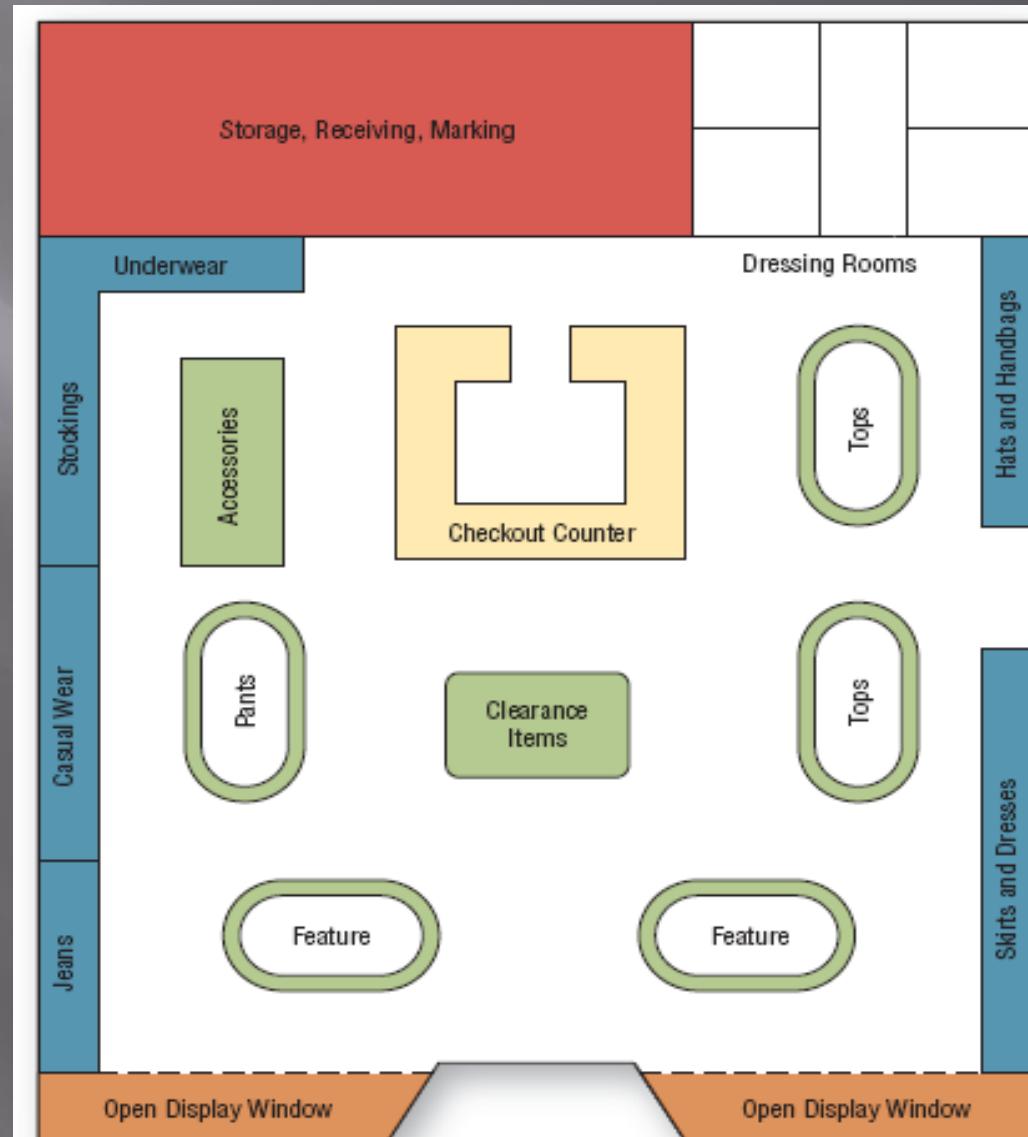 Storage, Receiving, Marking
Underwear
Dressing Rooms
Stockings
Accessories
Checkout Counter
Tops
Hats and Handbags
Casual Wear
Pants
Clearance
Items
Tops
Skirts and Dresses
Jeans
Feature
Feature
Open Display Window
Open Display Window